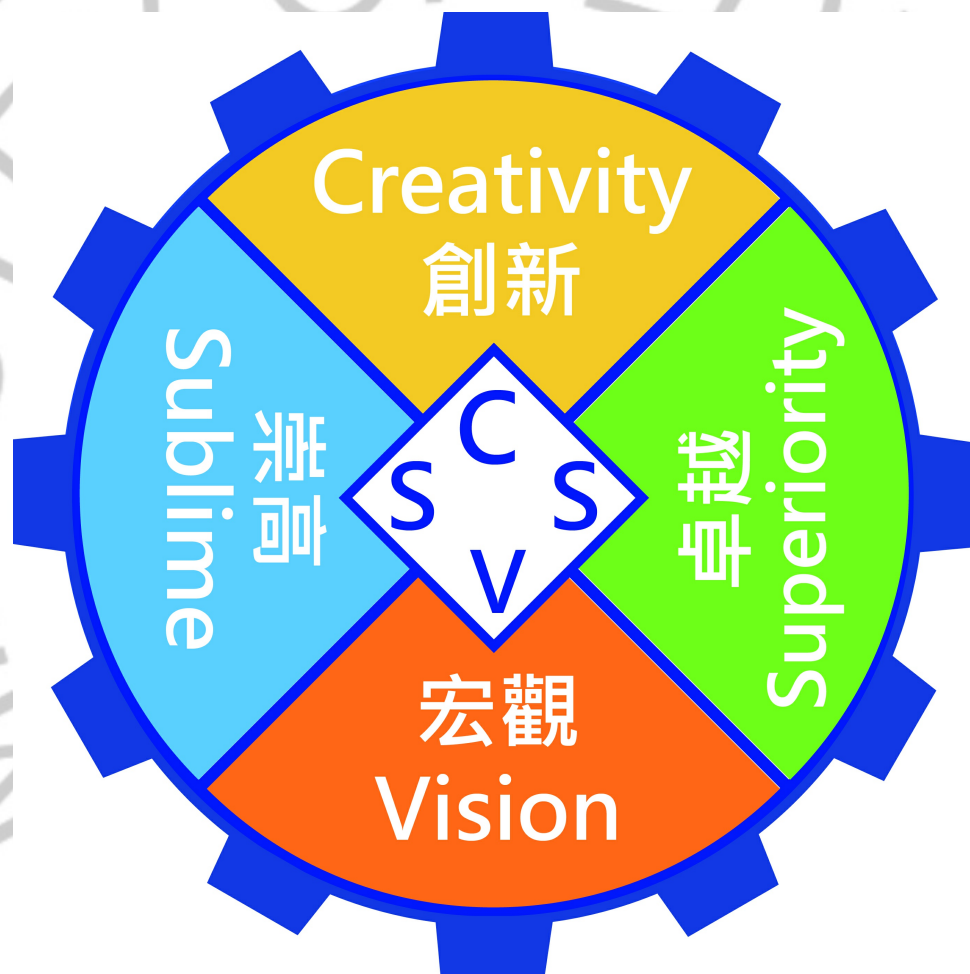 Creativity
創新
Sublime
崇高
C
S S
V
卓越
Superiority
宏觀
Vision